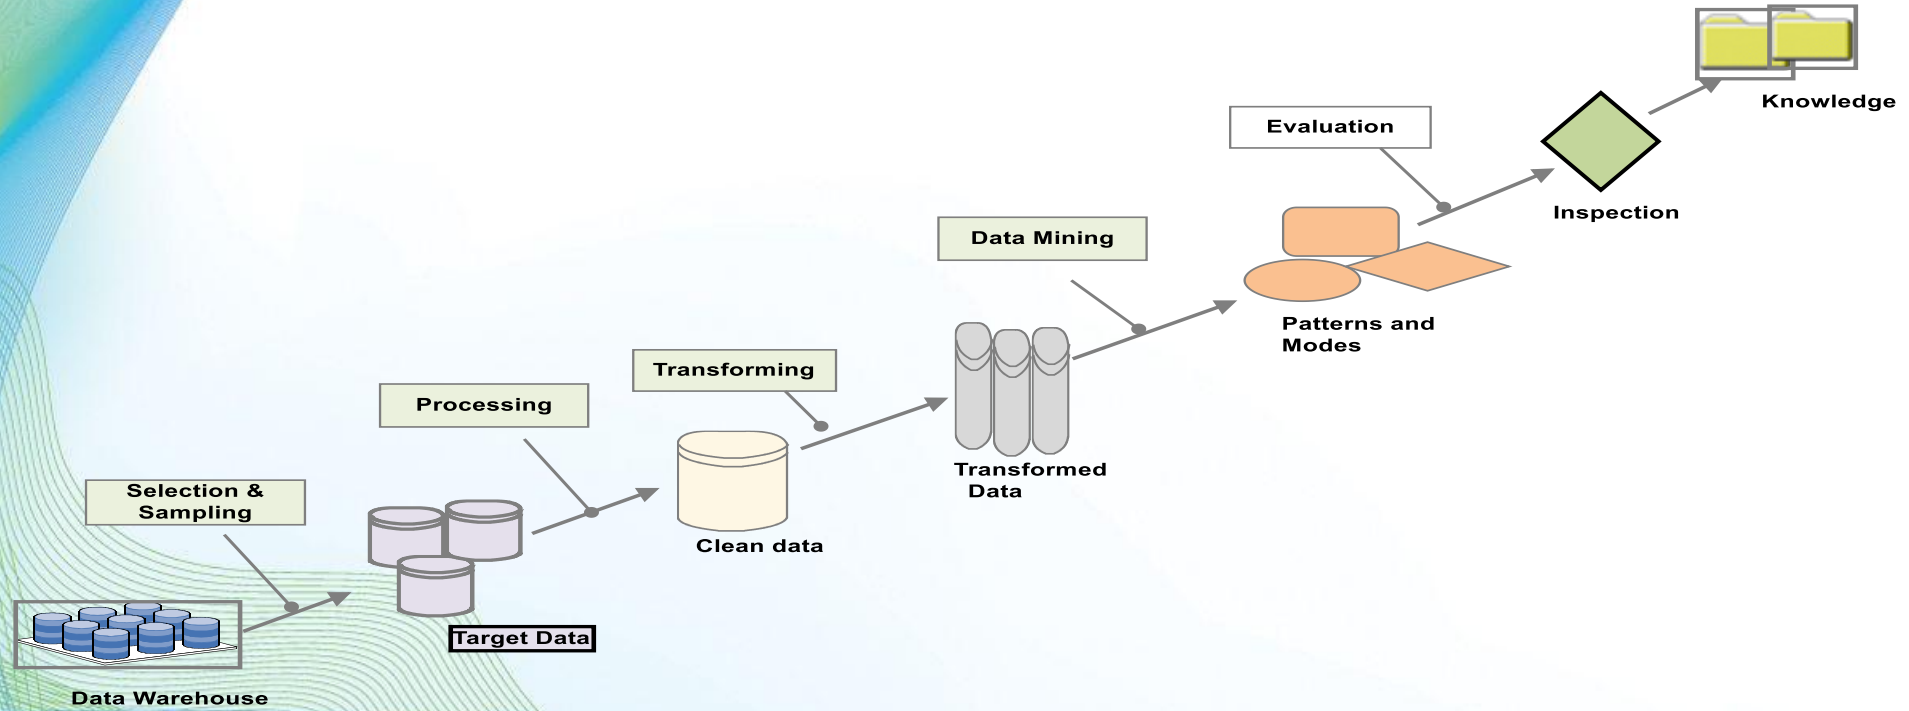 Knowledge
Evaluation
Inspection
Data Mining
Patterns and
Modes
Transforming
Processing
Transformed
Data
Selection &
Sampling
Clean data
Target Data
Data Warehouse